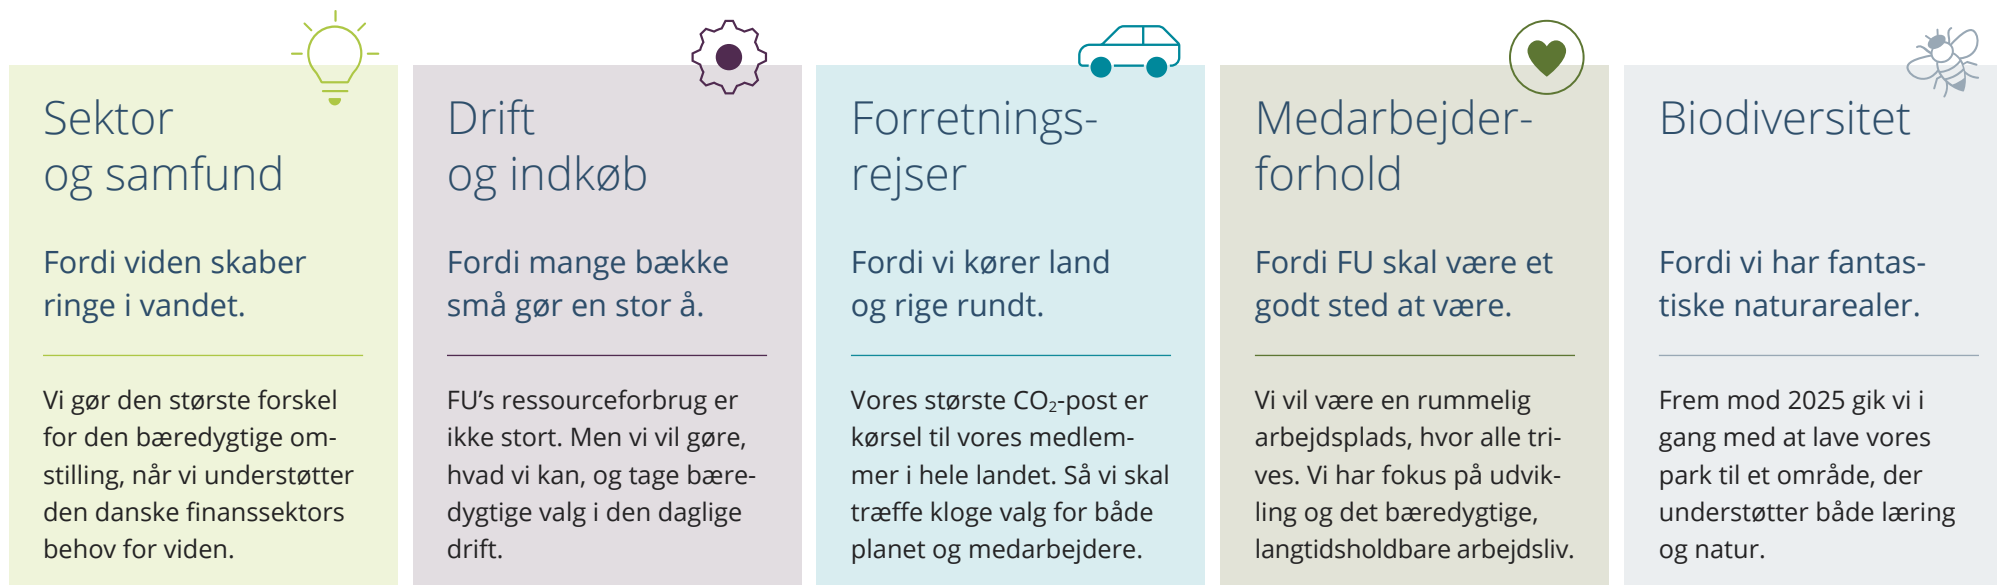 Sektor
og samfund
Fordi viden skaber
ringe i vandet.
Vi gør den største forskel
for den bæredygtige om-
stilling, når vi understøtter
den danske finanssektors
behov for viden.
Drift
og indkøb
Fordi mange bække
små gør en stor å.
FU’s ressourceforbrug er
ikke stort. Men vi vil gøre,
hvad vi kan, og tage bære-
dygtige valg i den daglige
drift.
Forretnings-
rejser
Fordi vi kører land
og rige rundt.
Vores største CO₂-post er
kørsel til vores medlem-
mer i hele landet. Så vi skal
træffe kloge valg for både
planet og medarbejdere.
Medarbejder-
forhold
Fordi FU skal være et
godt sted at være.
Vi vil være en rummelig
arbejdsplads, hvor alle tri-
ves. Vi har fokus på udvik-
ling og det bæredygtige,
langtidsholdbare arbejdsliv.
Biodiversitet
Fordi vi har fantas-
tiske naturarealer.
Frem mod 2025 gik vi i
gang med at lave vores
park til et område, der
understøtter både læring
og natur.